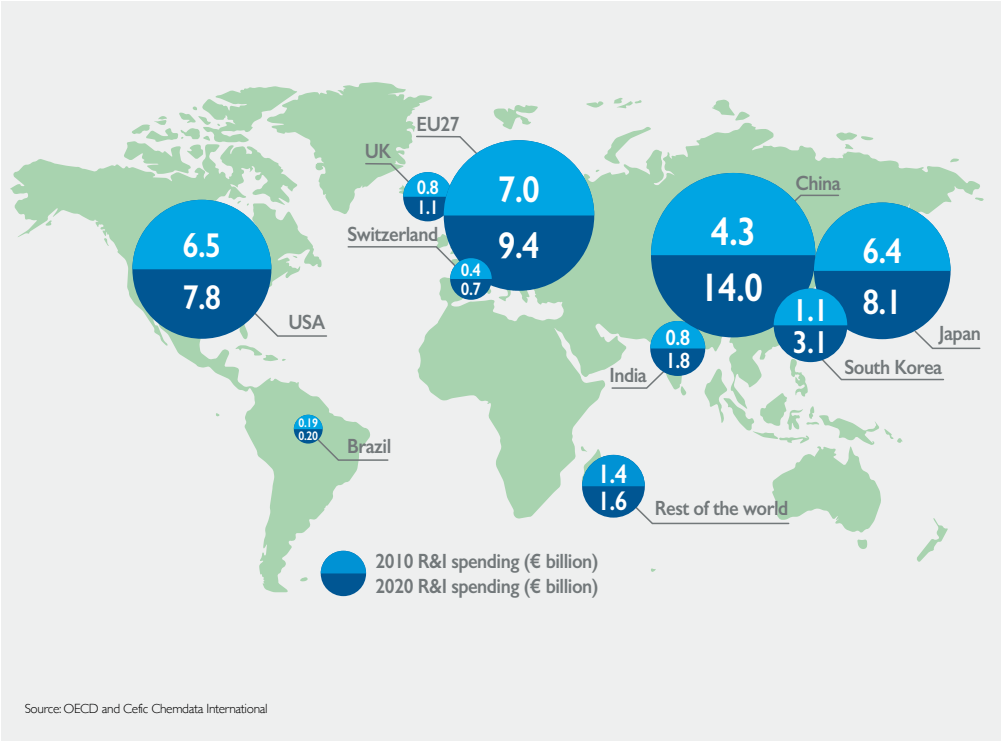 EU27
7.0
9.4
UK
0.8
1.1
Switzerland
0.4
0.7
China
4.3
14.0
6.5
7.8
USA
6.4
8.1
Japan
1.1
3.1
South Korea
0.8
1.8
India
0.19
0.20
Brazil
1.4
1.6
Rest of the world
2010 R&I spending (€ billion)
2020 R&I spending (€ billion)
Source: OECD and Cefic Chemdata International